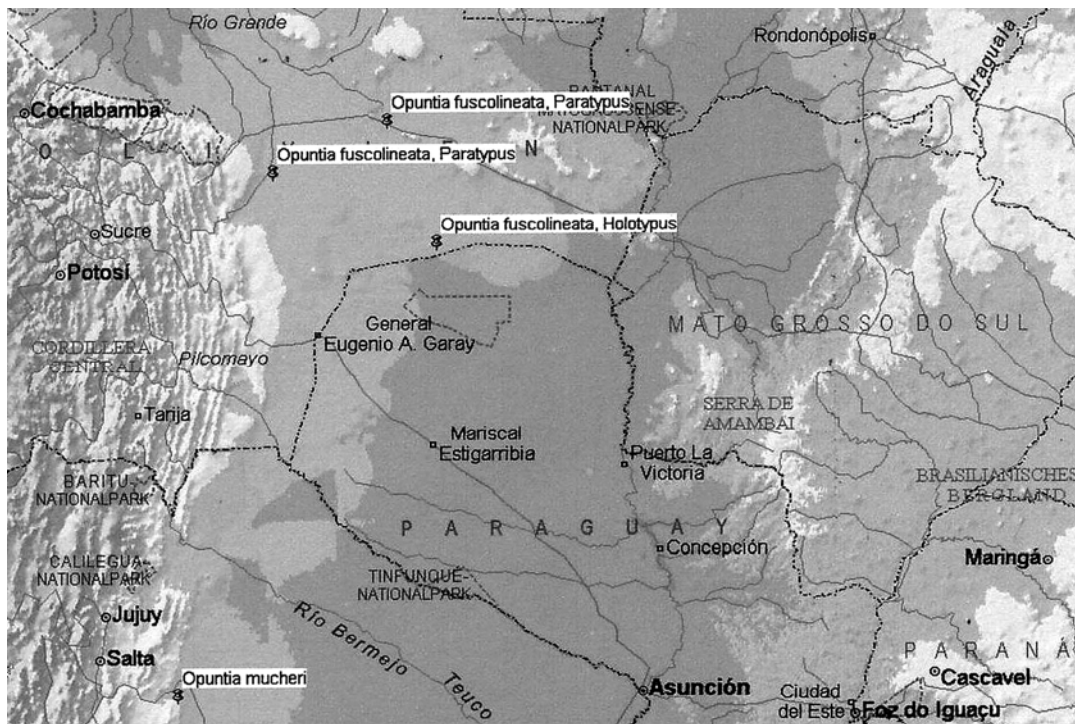 Río Grande
Rondonópolis
Araguaia
Cochabamba
Opuntia fuscolineata, Paratypus
PANTANAL
MATOGROSSENSE-
NATIONALPARK
O L I
N
Opuntia fuscolineata, Paratypus
Sucre
Opuntia fuscolineata, Holotypus
Potosí
General
Eugenio A. Garay
MATO GROSSO DO SUL
CORDILLERA
CENTRAL
Pilcomayo
Tarija
SERRA DE
AMAMBAI
Mariscal
Estigarribia
Puerto La
Victoria
BARITU-
NATIONALPARK
BRASILIANISCHES
BERGLAND
PARAGUAY
Concepción
Maringá
CALILEGUA-
NATIONALPARK
TINFUNQUE-
NATIONALPARK
Jujuy
Río Bermejo
Salta
PARANÁ
Opuntia mucheri
Teuco
Asunción
Cascavel
Ciudad
del Este
Foz do Iguaçu